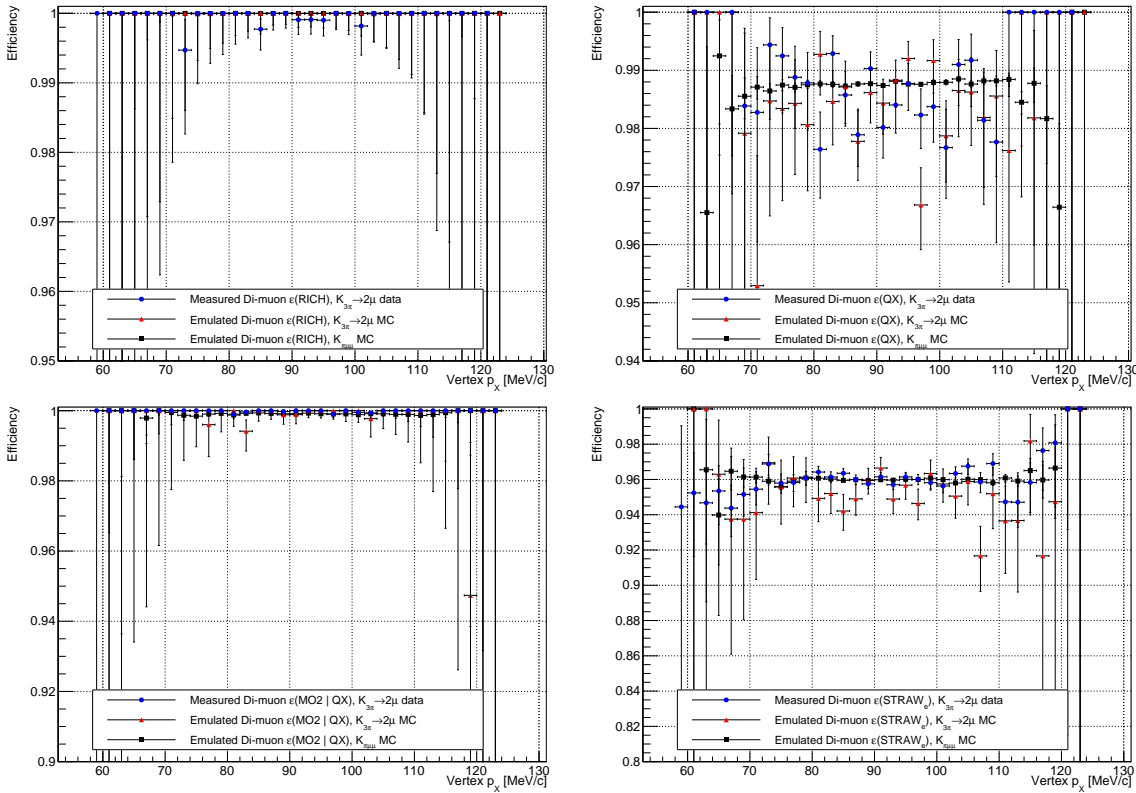 Efficiency
1
0.99
0.98
0.97
0.96
0.95
Measured Di-muon ε(RICH), K3π→2μ data
Emulated Di-muon ε(RICH), K3π→2μ MC
Emulated Di-muon ε(RICH), Kπμμ MC
60 70 80 90 100 110 120 130
Vertex pX [MeV/c]
Efficiency
1
0.99
0.98
0.97
0.96
0.95
0.94
Measured Di-muon ε(QX), K3π→2μ data
Emulated Di-muon ε(QX), K3π→2μ MC
Emulated Di-muon ε(QX), Kπμμ MC
60 70 80 90 100 110 120 130
Vertex pX [MeV/c]
Efficiency
1
0.98
0.96
0.94
0.92
0.9
Measured Di-muon ε(MO2 | QX), K3π→2μ data
Emulated Di-muon ε(MO2 | QX), K3π→2μ MC
Emulated Di-muon ε(MO2 | QX), Kπμμ MC
60 70 80 90 100 110 120 130
Vertex pX [MeV/c]
Efficiency
1
0.98
0.96
0.94
0.92
0.9
0.88
0.86
0.84
0.82
0.8
Measured Di-muon ε(STRAWe), K3π→2μ data
Emulated Di-muon ε(STRAWe), K3π→2μ MC
Emulated Di-muon ε(STRAWe), Kπμμ MC
60 70 80 90 100 110 120 130
Vertex pX [MeV/c]